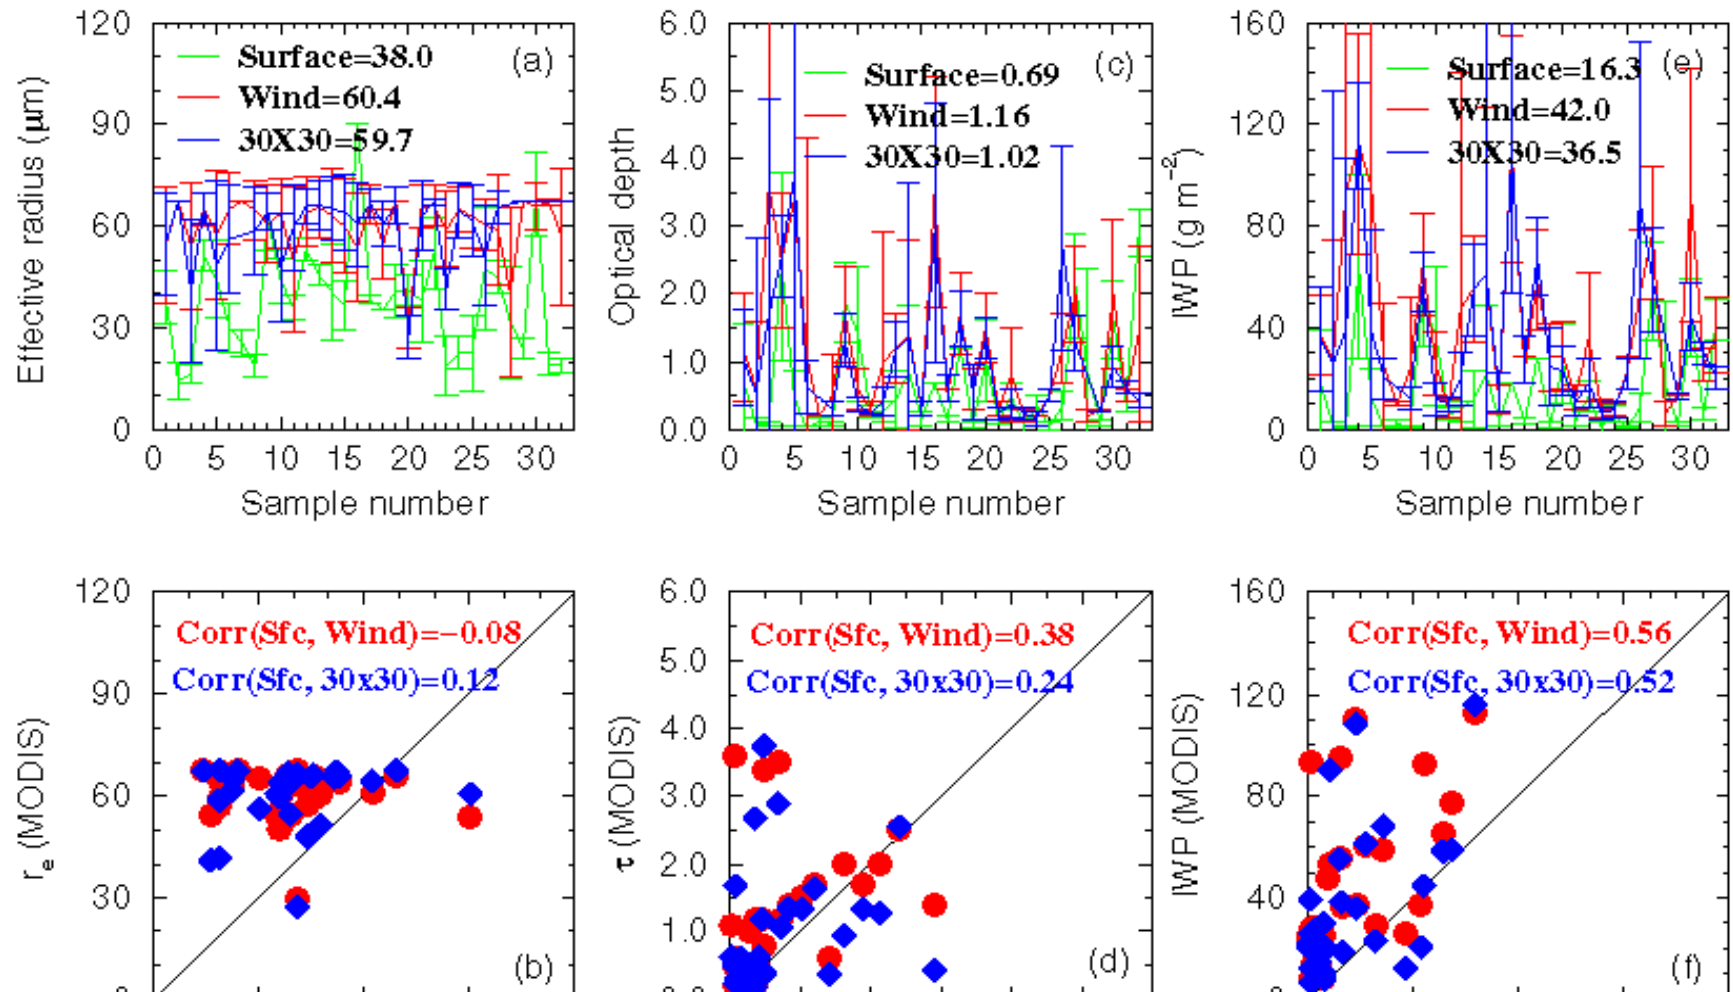 120
90
60
30
0
Effective radius (μm)
Surface=38.0
Wind=60.4
30X30=59.7
(a)
0 5 10 15 20 25 30
Sample number
6.0
5.0
4.0
3.0
2.0
1.0
0.0
Optical depth
Surface=0.69
Wind=1.16
30X30=1.02
(c)
0 5 10 15 20 25 30
Sample number
160
120
80
40
0
IWP (g m⁻²)
Surface=16.3
Wind=42.0
30X30=36.5
(e)
0 5 10 15 20 25 30
Sample number
120
90
60
30
rₑ (MODIS)
Corr(Sfc, Wind)=−0.08
Corr(Sfc, 30x30)=0.12
(b)
6.0
5.0
4.0
3.0
2.0
1.0
τ (MODIS)
Corr(Sfc, Wind)=0.38
Corr(Sfc, 30x30)=0.24
(d)
160
120
80
40
IWP (MODIS)
Corr(Sfc, Wind)=0.56
Corr(Sfc, 30x30)=0.52
(f)